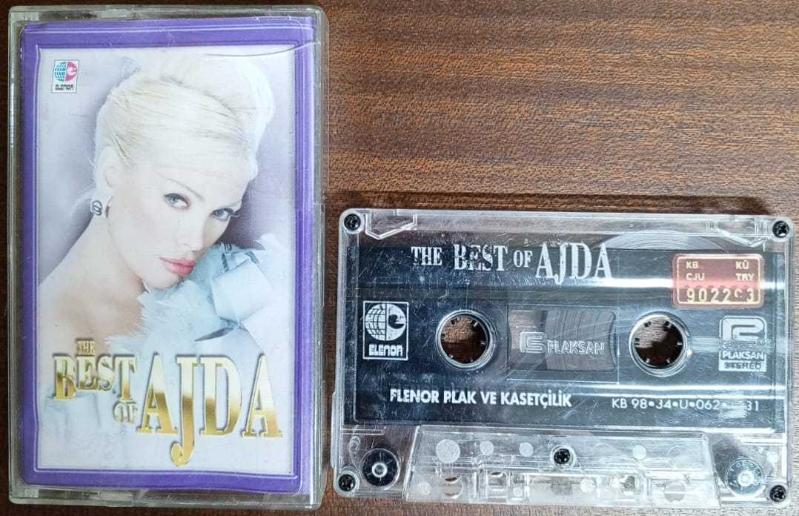 ELENOR
THE
BEST
OF AJDA
THE BEST OF AJDA
KB KÜ
CJU TRY
ELENOR
PLAKSAN
PLAKSAN
STEREO
ELENOR PLAK VE KASETÇİLİK
KB 98•34•U•062